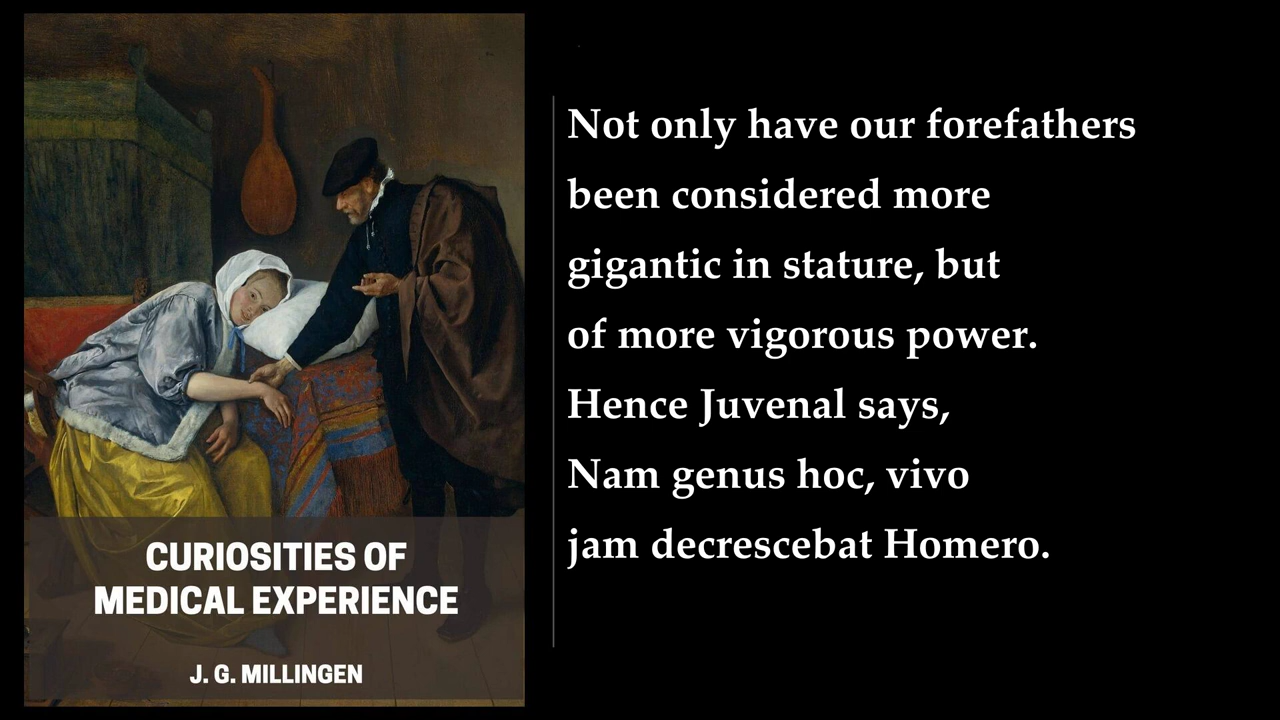 CURIOSITIES OF
MEDICAL EXPERIENCE
J. G. MILLINGEN
Not only have our forefathers
been considered more
gigantic in stature, but
of more vigorous power.
Hence Juvenal says,
Nam genus hoc, vivo
jam decrescebat Homero.